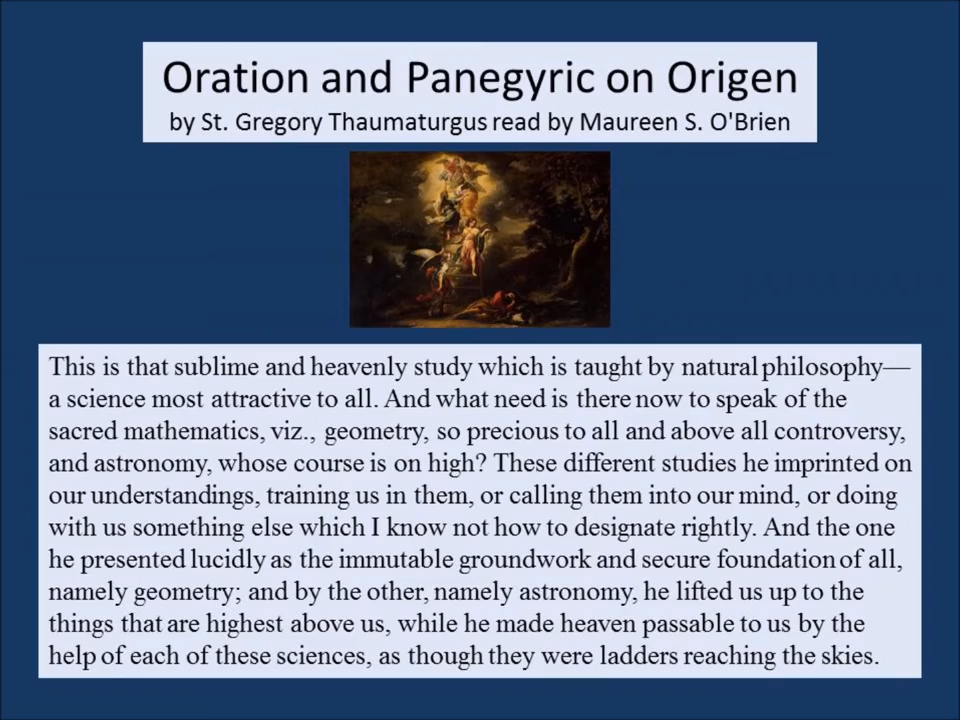 Oration and Panegyric on Origen
by St. Gregory Thaumaturgus read by Maureen S. O'Brien
This is that sublime and heavenly study which is taught by natural philosophy—
a science most attractive to all. And what need is there now to speak of the
sacred mathematics, viz., geometry, so precious to all and above all controversy,
and astronomy, whose course is on high? These different studies he imprinted on
our understandings, training us in them, or calling them into our mind, or doing
with us something else which I know not how to designate rightly. And the one
he presented lucidly as the immutable groundwork and secure foundation of all,
namely geometry; and by the other, namely astronomy, he lifted us up to the
things that are highest above us, while he made heaven passable to us by the
help of each of these sciences, as though they were ladders reaching the skies.